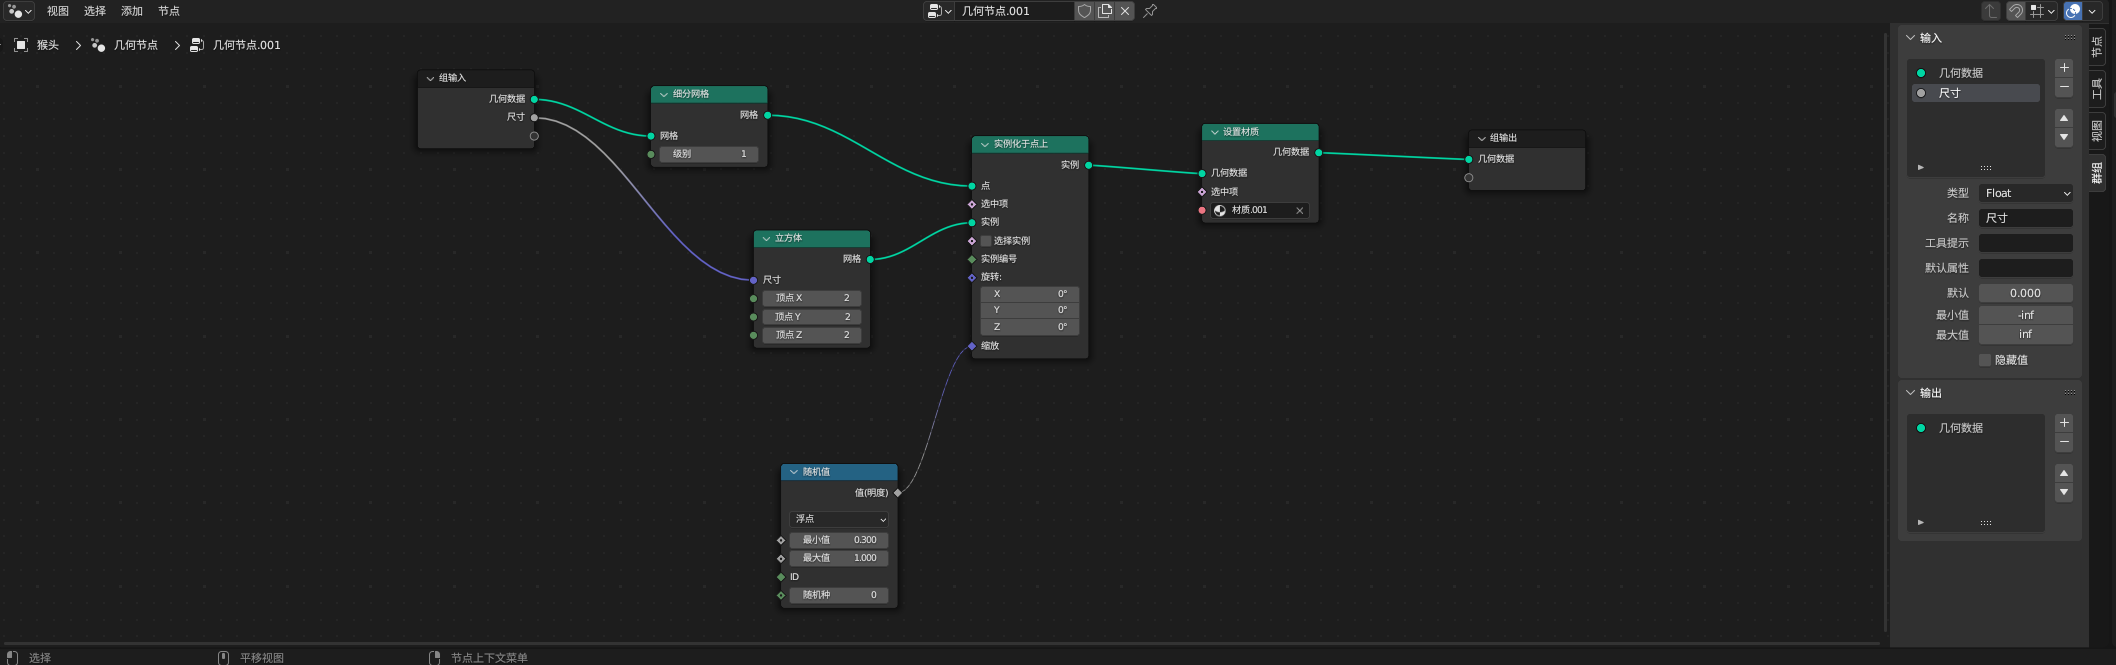 视图 选择 添加 节点 几何节点.001
猴头 几何节点 几何节点.001
组输入
几何数据
尺寸
细分网格
网格
网格
级别 1
立方体
网格
尺寸
顶点 X 2
顶点 Y 2
顶点 Z 2
实例化于点上
实例
点
选中项
实例
选择实例
实例编号
旋转:
X 0°
Y 0°
Z 0°
缩放
随机值
值(明度)
浮点
最小值 0.300
最大值 1.000
ID
随机种 0
设置材质
几何数据
几何数据
选中项
材质.001
组输出
几何数据
输入
几何数据
尺寸
类型 Float
名称 尺寸
工具提示
默认属性
默认 0.000
最小值 -inf
最大值 inf
隐藏值
输出
几何数据
节点
工具
视图
群组
选择 平移视图 节点上下文菜单